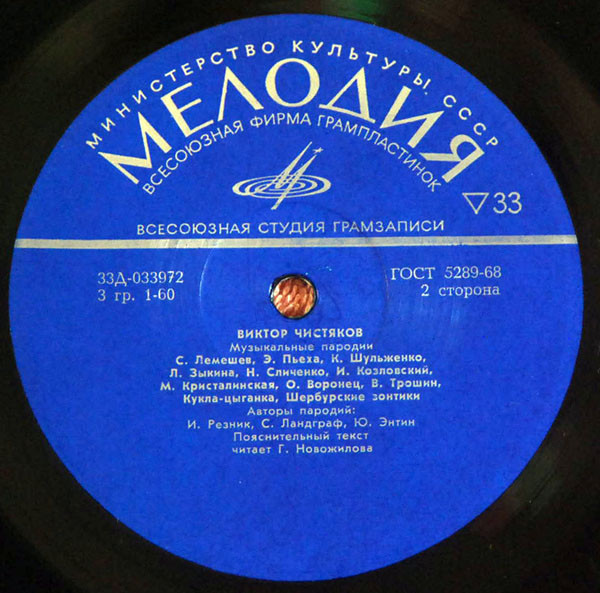 МИНИСТЕРСТВО КУЛЬТУРЫ СССР
МЕЛОДИЯ
ВСЕСОЮЗНАЯ ФИРМА ГРАМПЛАСТИНОК
▽33
ВСЕСОЮЗНАЯ СТУДИЯ ГРАМЗАПИСИ
33Д-033972
3 гр. 1-60
ГОСТ 5289-68
2 сторона
ВИКТОР ЧИСТЯКОВ
Музыкальные пародии
С. Лемешев, Э. Пьеха, К. Шульженко,
Л. Зыкина, Н. Сличенко, И. Козловский,
М. Кристалинская, О. Воронец, В. Трошин,
Кукла-цыганка, Шербурские зонтики
Авторы пародий:
И. Резник, С. Ландграф, Ю. Энтин
Пояснительный текст
читает Г. Новожилова